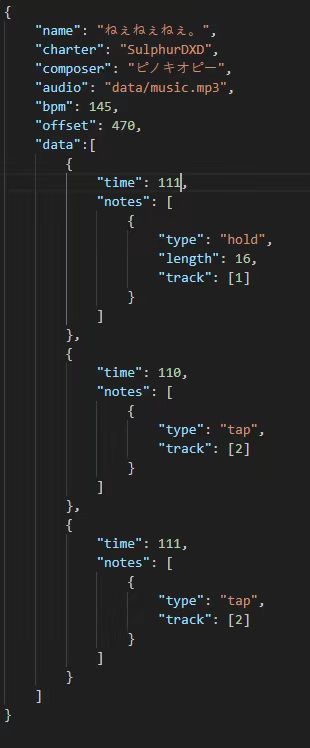 {
    "name": "ねぇねぇねぇ。",
    "charter": "SulphurDXD",
    "composer": "ピノキオピー",
    "audio": "data/music.mp3",
    "bpm": 145,
    "offset": 470,
    "data":[
        {
            "time": 111,
            "notes": [
                {
                    "type": "hold",
                    "length": 16,
                    "track": [1]
                }
            ]
        },
        {
            "time": 110,
            "notes": [
                {
                    "type": "tap",
                    "track": [2]
                }
            ]
        },
        {
            "time": 111,
            "notes": [
                {
                    "type": "tap",
                    "track": [2]
                }
            ]
        }
    ]
}